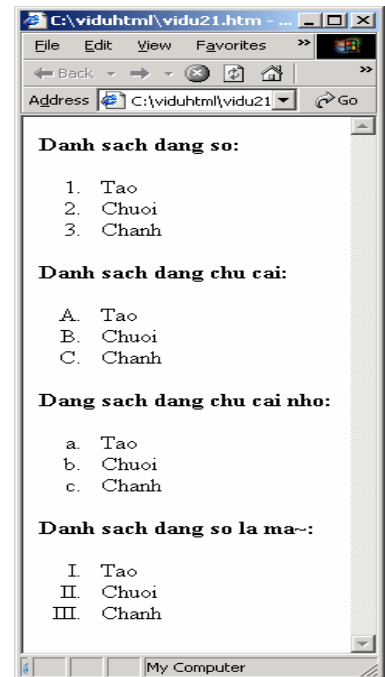 C:\viduhtml\vidu21.htm - ...
File Edit View Favorites »
Back »
Address C:\viduhtml\vidu21 Go
Danh sach dang so:
1. Tao
2. Chuoi
3. Chanh
Danh sach dang chu cai:
A. Tao
B. Chuoi
C. Chanh
Dang sach dang chu cai nho:
a. Tao
b. Chuoi
c. Chanh
Danh sach dang so la ma~:
I. Tao
II. Chuoi
III. Chanh
My Computer